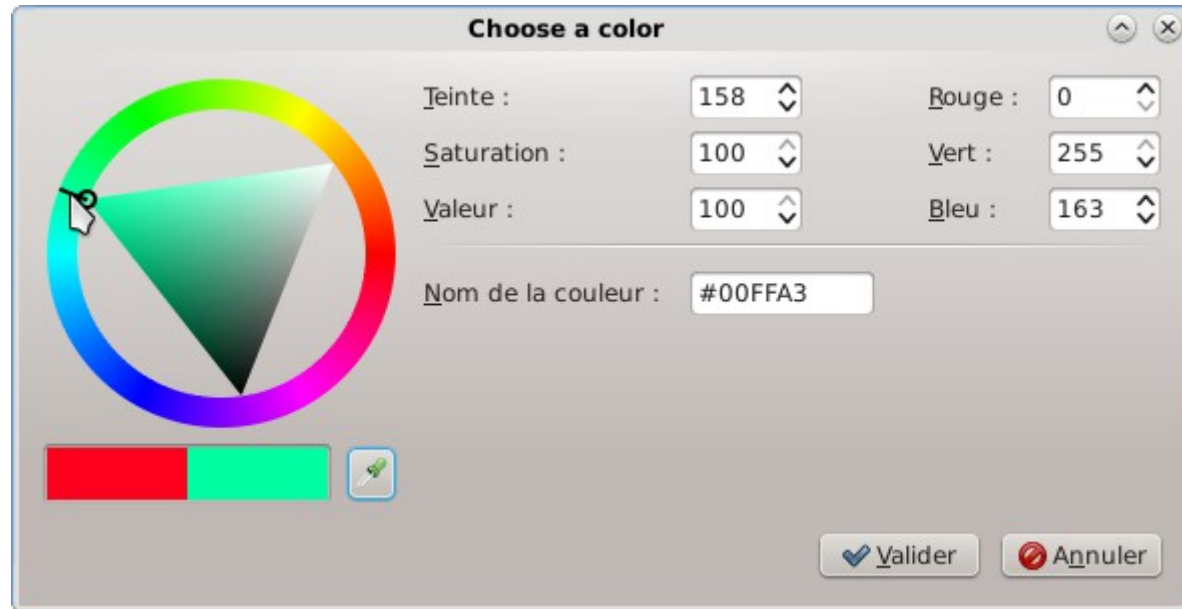 Choose a color
Teinte : 158 Rouge : 0
Saturation : 100 Vert : 255
Valeur : 100 Bleu : 163
Nom de la couleur : #00FFA3
Valider Annuler